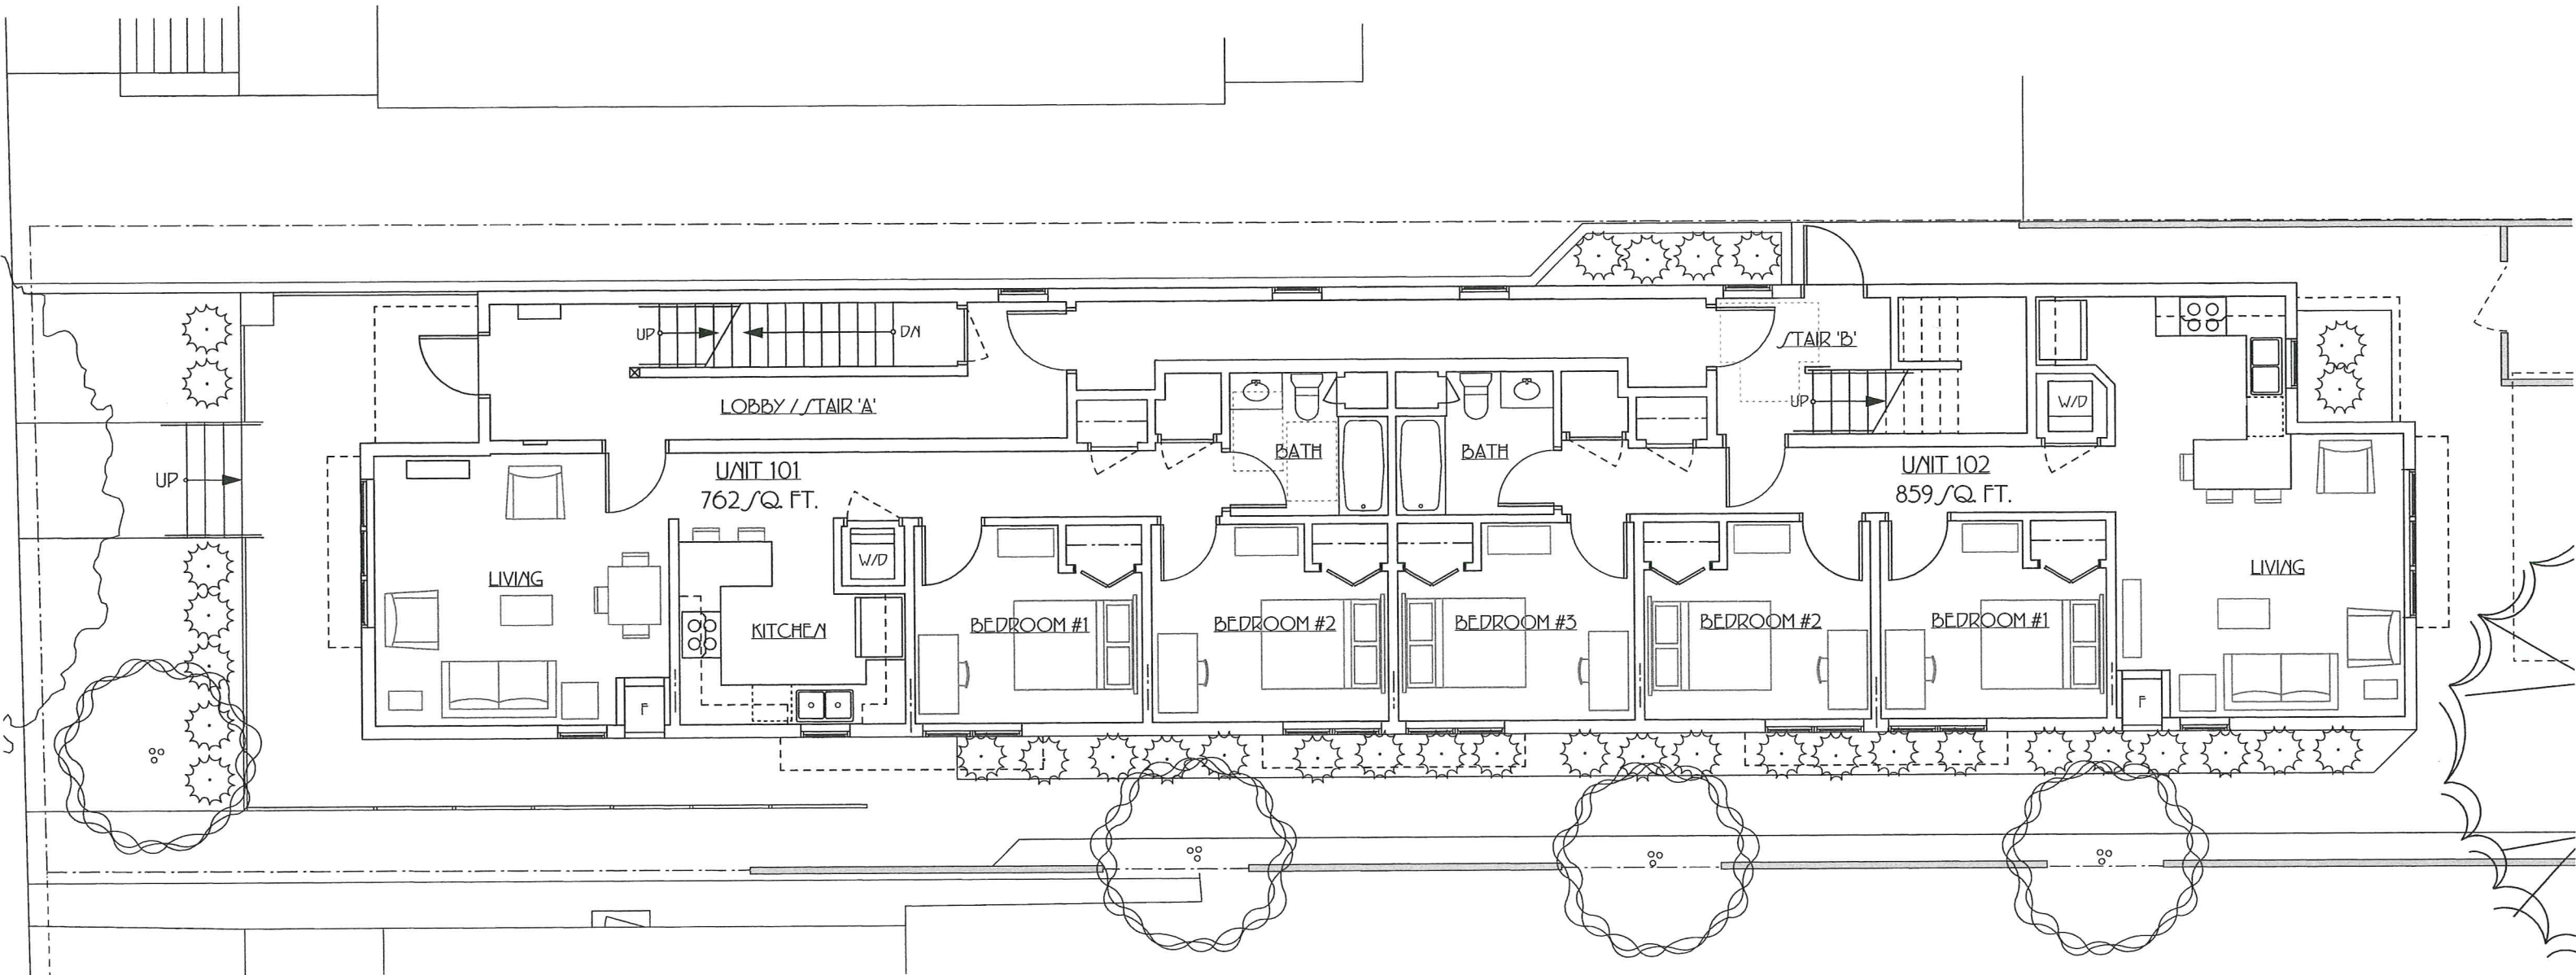 UP
DN
STAIR 'B'
LOBBY / STAIR 'A'
UP
W/D
BATH
BATH
UNIT 101
762 SQ. FT.
UNIT 102
859 SQ. FT.
UP
W/D
LIVING
LIVING
KITCHEN
BEDROOM #1
BEDROOM #2
BEDROOM #3
BEDROOM #2
BEDROOM #1
F
F